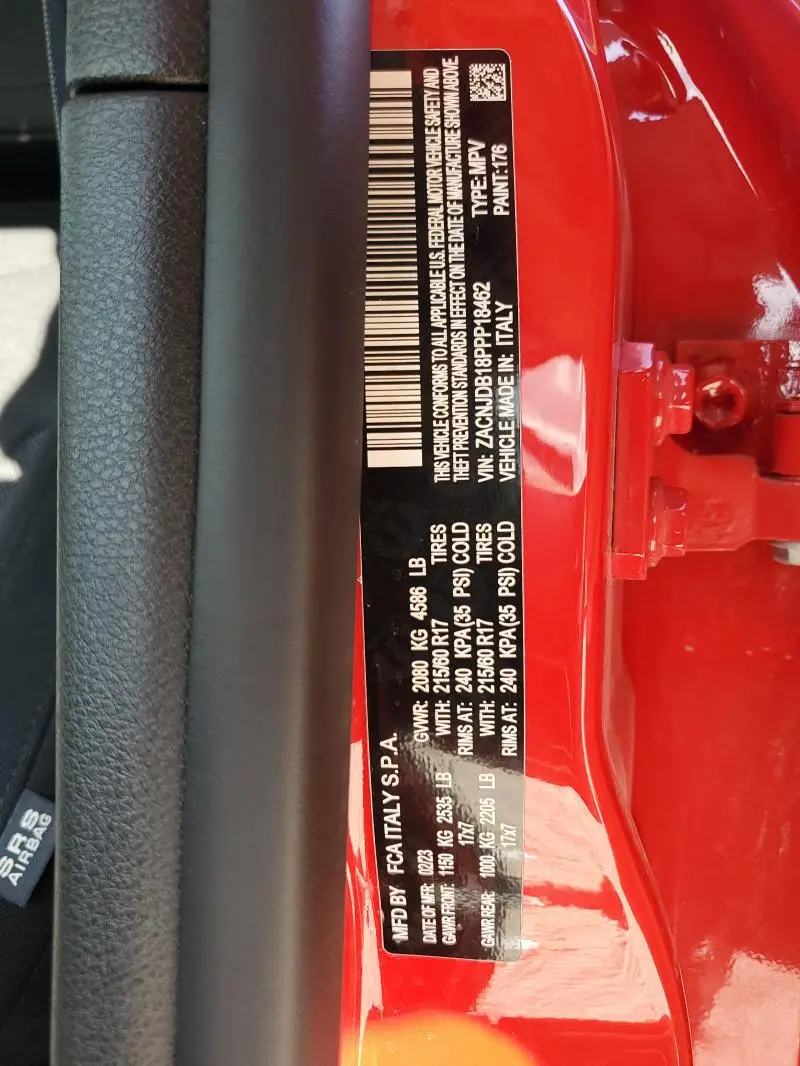 MFD BY FCA ITALY S.P.A.
DATE OF MFR: 02/23 GVWR: 2080 KG 4586 LB
GAWR FRONT: 1150 KG 2535 LB WITH: 215/60 R17 TIRES
17x7 RIMS AT: 240 KPA(35 PSI) COLD
GAWR REAR: 1000 KG 2205 LB WITH: 215/60 R17 TIRES
17x7 RIMS AT: 240 KPA(35 PSI) COLD
THIS VEHICLE CONFORMS TO ALL APPLICABLE U.S. FEDERAL MOTOR VEHICLE SAFETY AND
THEFT PREVENTION STANDARDS IN EFFECT ON THE DATE OF MANUFACTURE SHOWN ABOVE.
VIN: ZACNJDB18PPP18462 TYPE: MPV
VEHICLE MADE IN: ITALY PAINT: 176
SRS
AIRBAG